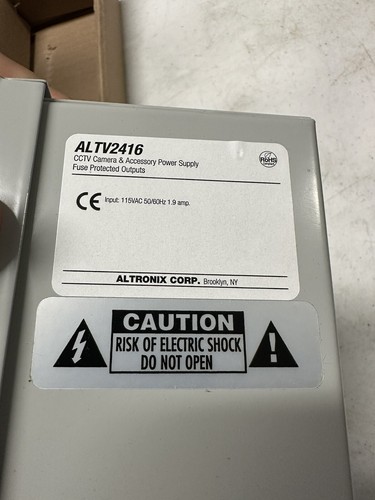 ALTV2416
CCTV Camera & Accessory Power Supply
Fuse Protected Outputs
RoHS
CE Input: 115VAC 50/60Hz 1.9 amp.
ALTRONIX CORP. Brooklyn, NY
CAUTION
RISK OF ELECTRIC SHOCK
DO NOT OPEN
!